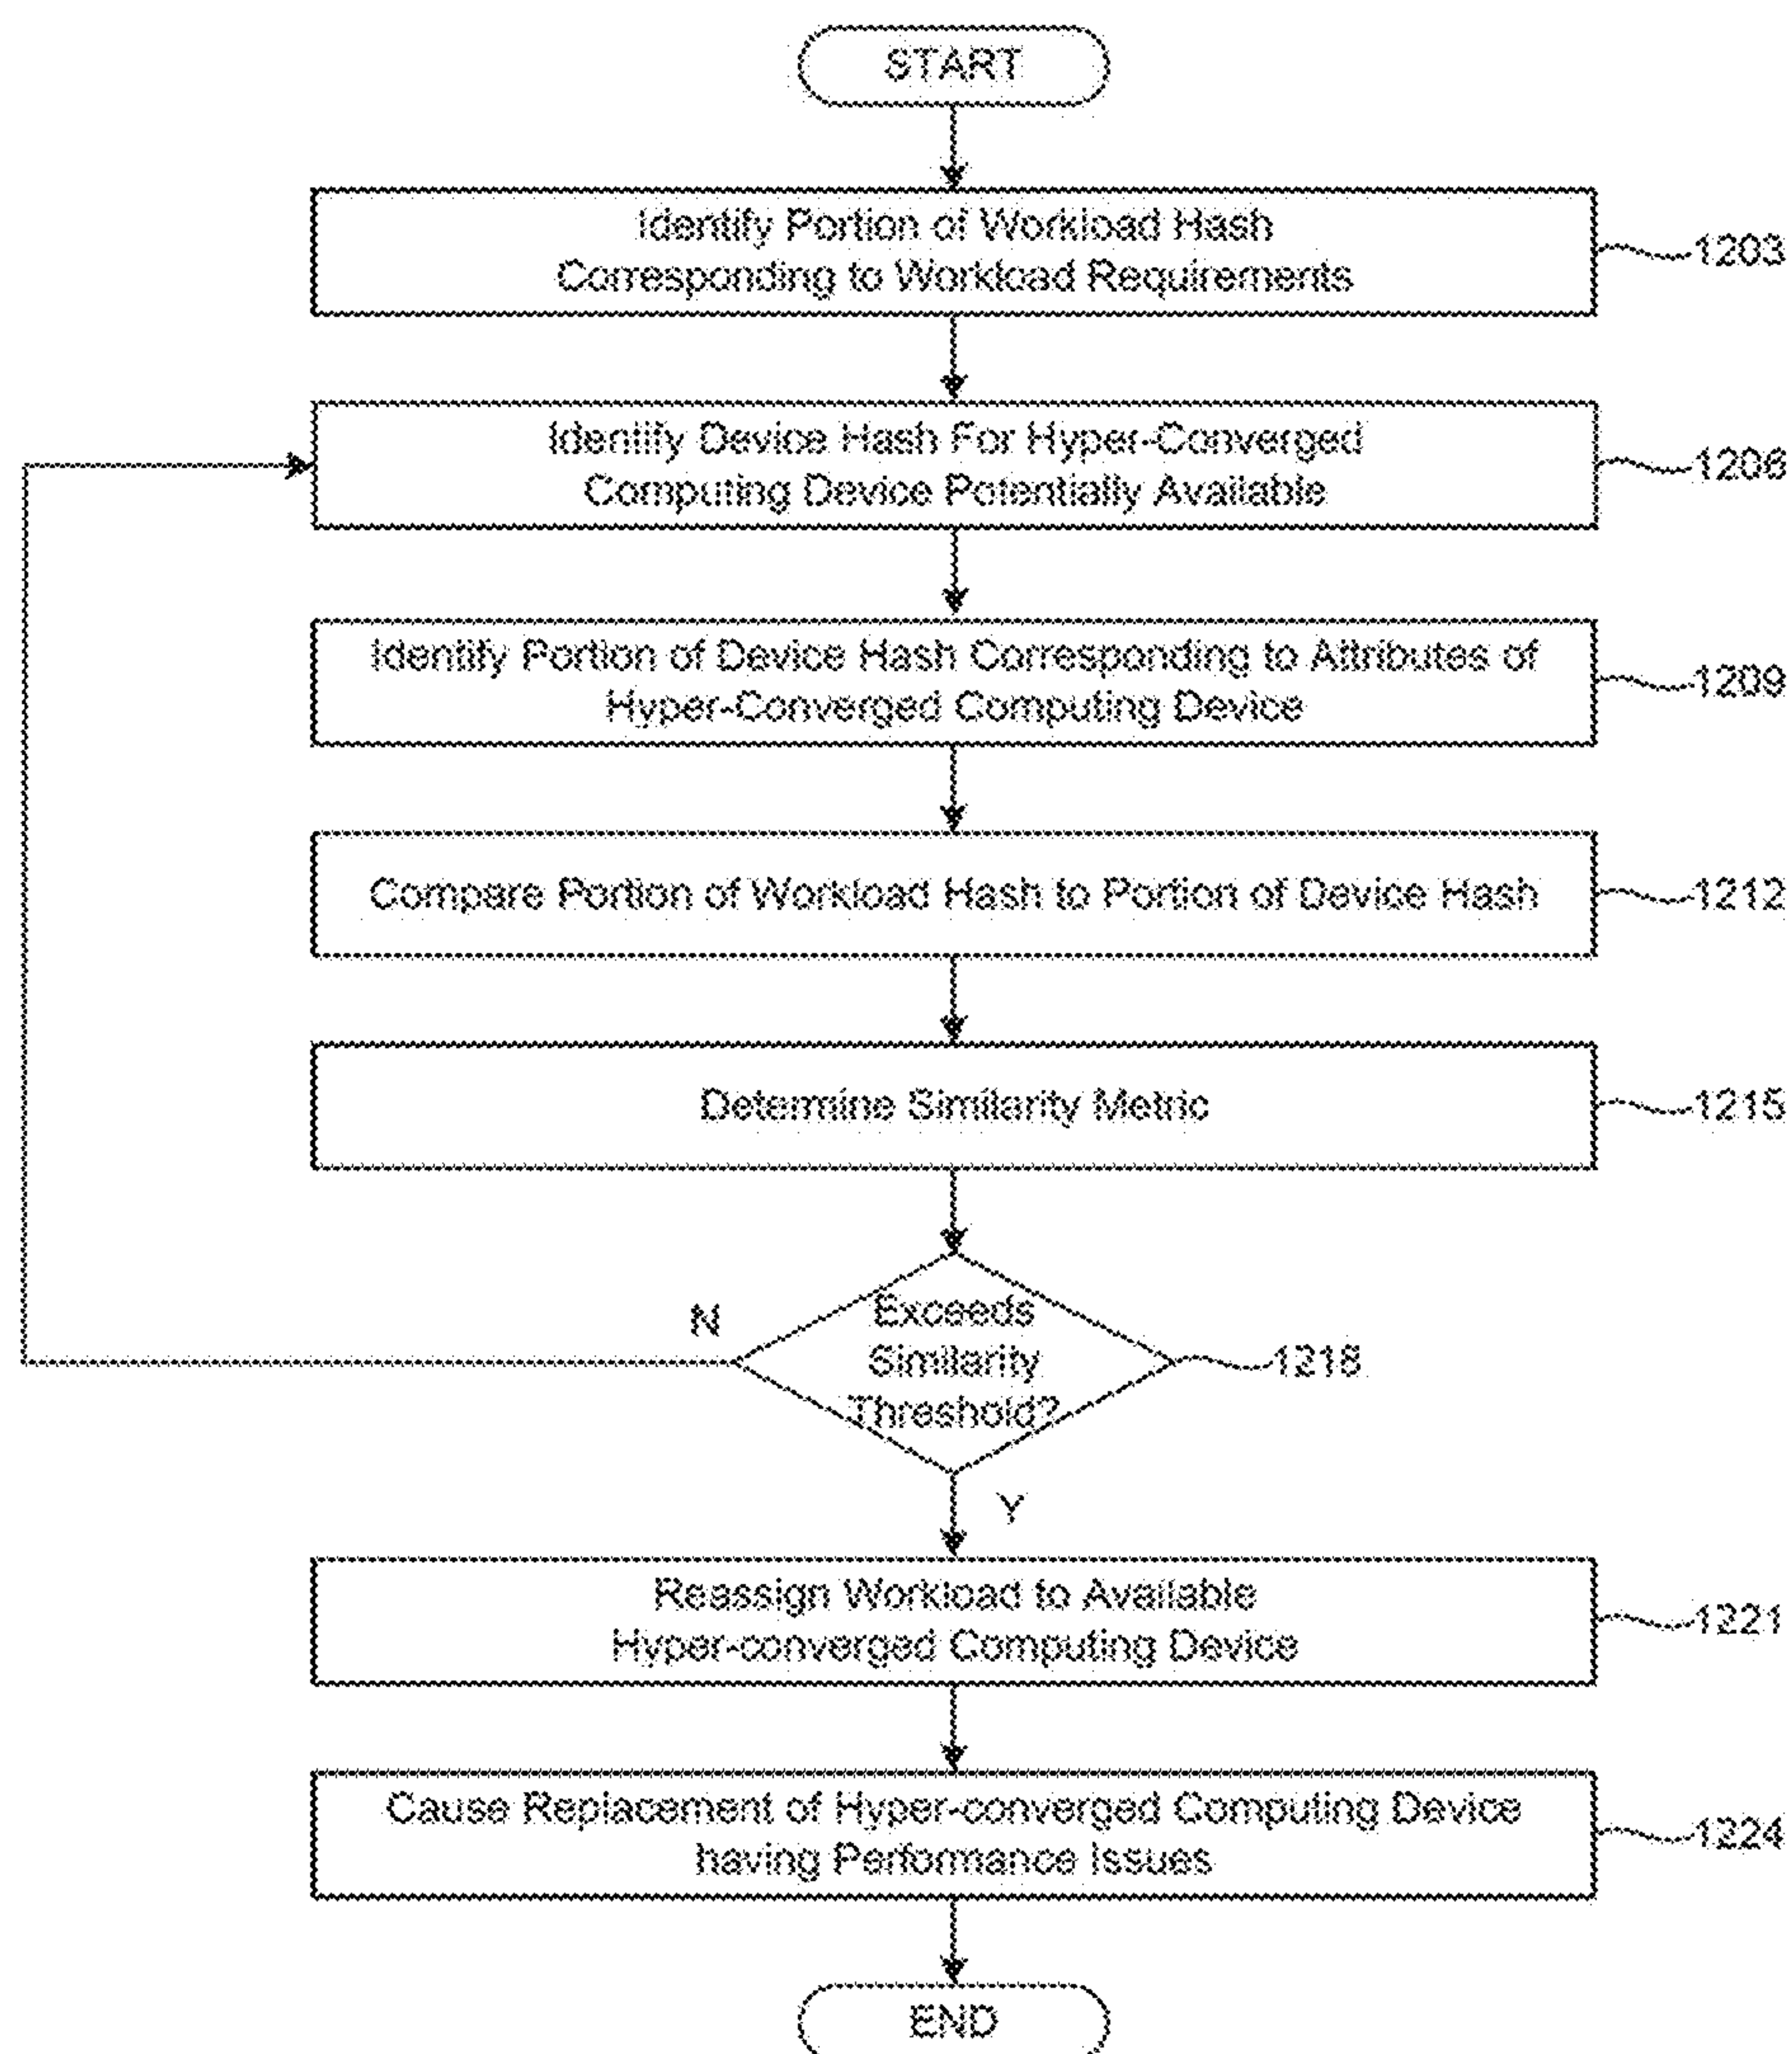 START
Identify Portion of Workload Hash
Corresponding to Workload Requirements
1203
Identify Device Hash For Hyper-Converged
Computing Device Potentially Available
1206
Identify Portion of Device Hash Corresponding to Attributes of
Hyper-Converged Computing Device
1209
Compare Portion of Workload Hash to Portion of Device Hash
1212
Determine Similarity Metric
1215
N
Exceeds
Similarity
Threshold?
1218
Y
Reassign Workload to Available
Hyper-converged Computing Device
1221
Cause Replacement of Hyper-converged Computing Device
having Performance Issues
1224
END